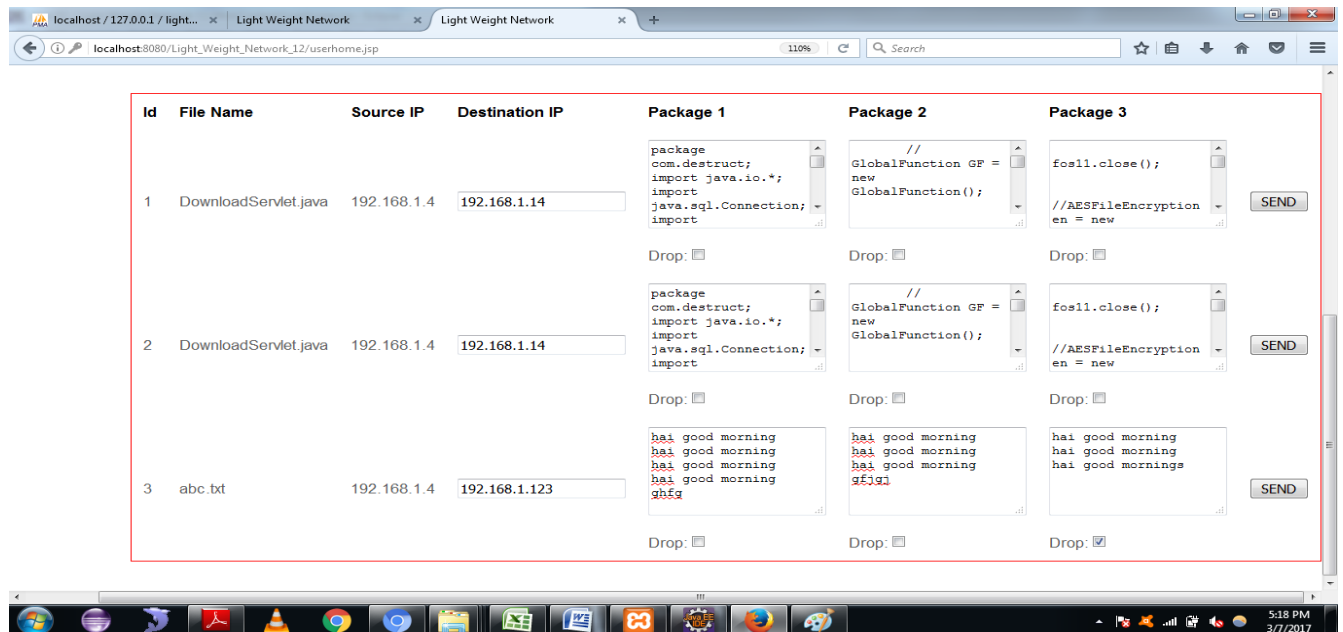 localhost / 127.0.0.1 / light... × Light Weight Network × Light Weight Network × +
localhost:8080/Light_Weight_Network_12/userhome.jsp 110% Search
Id File Name Source IP Destination IP Package 1 Package 2 Package 3
1 DownloadServlet.java 192.168.1.4 192.168.1.14
package
com.destruct;
import java.io.*;
import
java.sql.Connection;
import
//
GlobalFunction GF =
new
GlobalFunction();
fos11.close();
//AESFileEncryption
en = new
SEND
Drop: Drop: Drop:
2 DownloadServlet.java 192.168.1.4 192.168.1.14
package
com.destruct;
import java.io.*;
import
java.sql.Connection;
import
//
GlobalFunction GF =
new
GlobalFunction();
fos11.close();
//AESFileEncryption
en = new
SEND
Drop: Drop: Drop:
3 abc.txt 192.168.1.4 192.168.1.123
hai good morning
hai good morning
hai good morning
hai good morning
ghfg
hai good morning
hai good morning
hai good morning
gfjgj
hai good morning
hai good morning
hai good mornings
SEND
Drop: Drop: Drop:
5:18 PM
3/7/2017